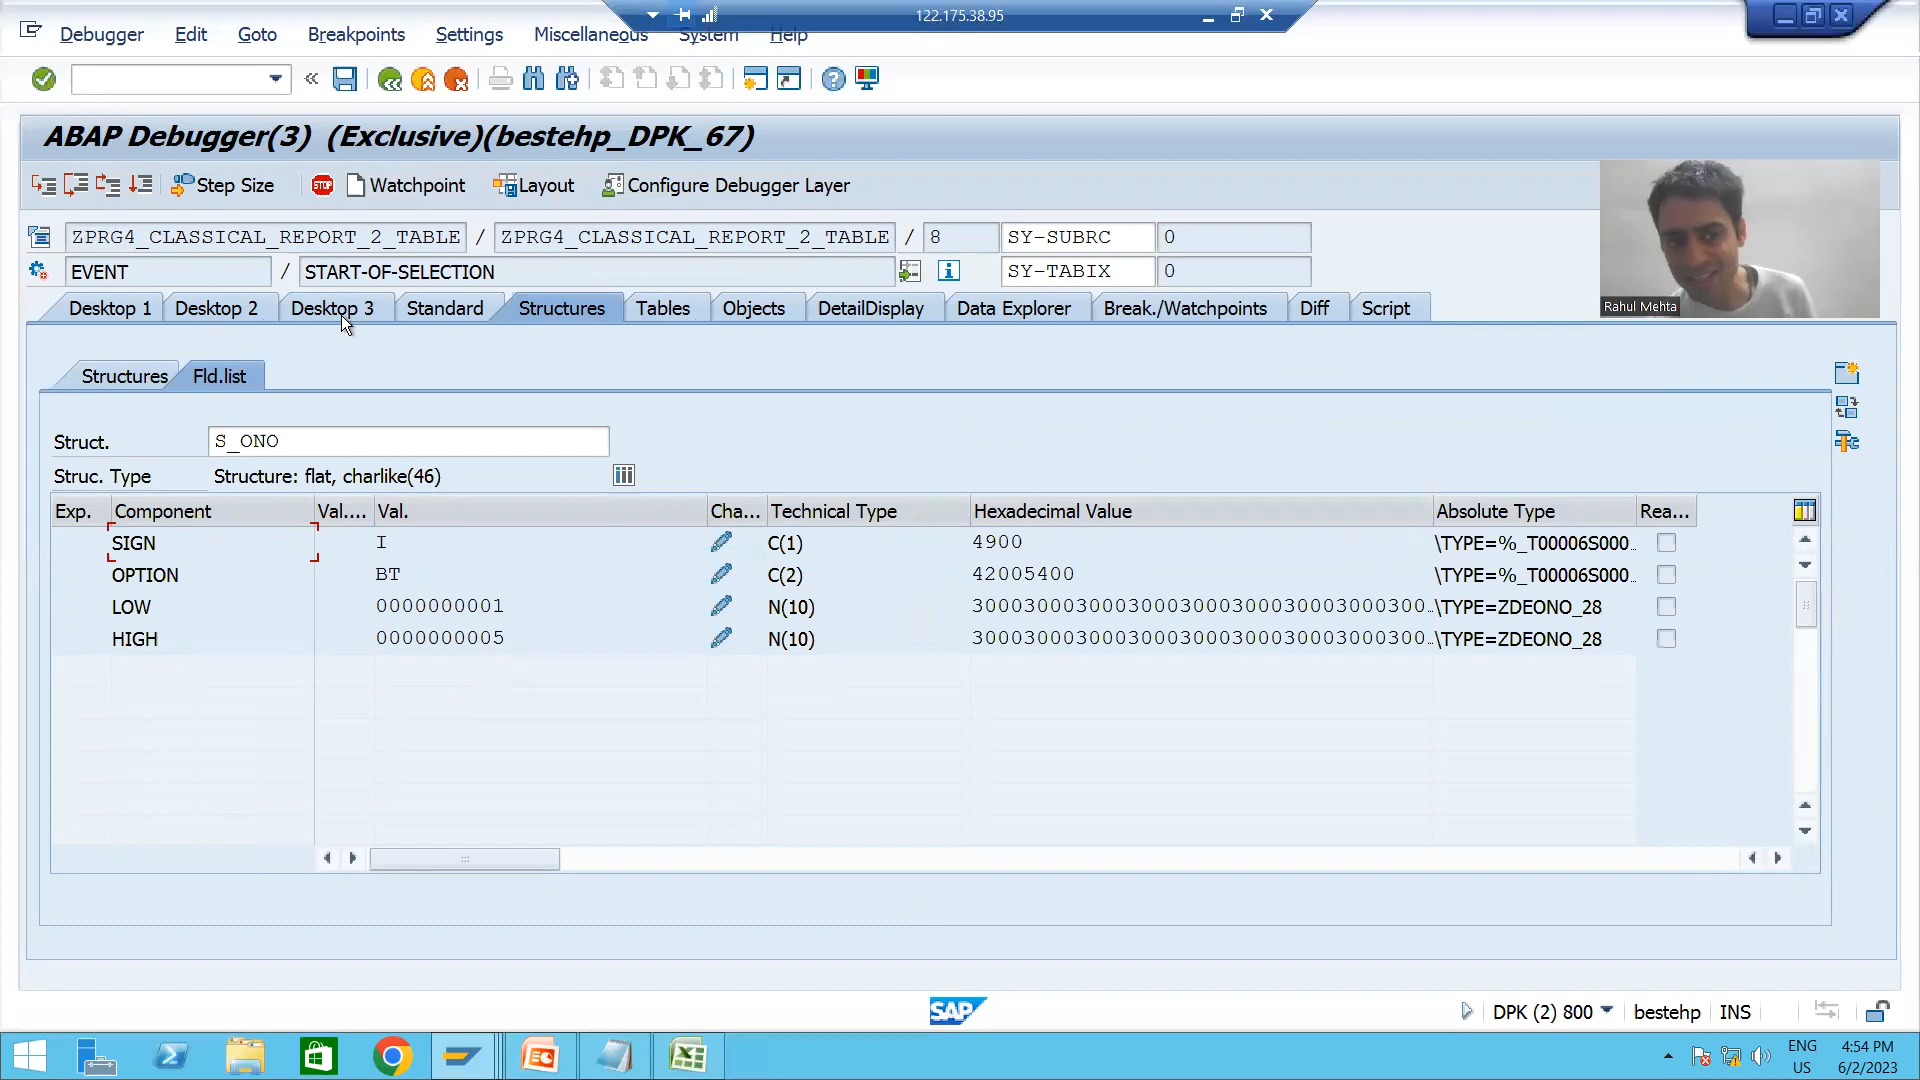 122.175.38.95
Debugger Edit Goto Breakpoints Settings Miscellaneous System Help
ABAP Debugger(3) (Exclusive)(bestehp_DPK_67)
Step Size STOP Watchpoint Layout Configure Debugger Layer
ZPRG4_CLASSICAL_REPORT_2_TABLE / ZPRG4_CLASSICAL_REPORT_2_TABLE / 8 SY-SUBRC 0
EVENT / START-OF-SELECTION SY-TABIX 0
Rahul Mehta
Desktop 1 Desktop 2 Desktop 3 Standard Structures Tables Objects DetailDisplay Data Explorer Break./Watchpoints Diff Script
Structures Fld.list
Struct. S_ONO
Struc. Type Structure: flat, charlike(46)
Exp. Component Val.... Val. Cha... Technical Type Hexadecimal Value Absolute Type Rea...
SIGN I C(1) 4900 \TYPE=%_T00006S000...
OPTION BT C(2) 42005400 \TYPE=%_T00006S000...
LOW 0000000001 N(10) 300030003000300030003000300030003000300... \TYPE=ZDEONO_28
HIGH 0000000005 N(10) 300030003000300030003000300030003000300... \TYPE=ZDEONO_28
SAP DPK (2) 800 bestehp INS
ENG 4:54 PM
US 6/2/2023